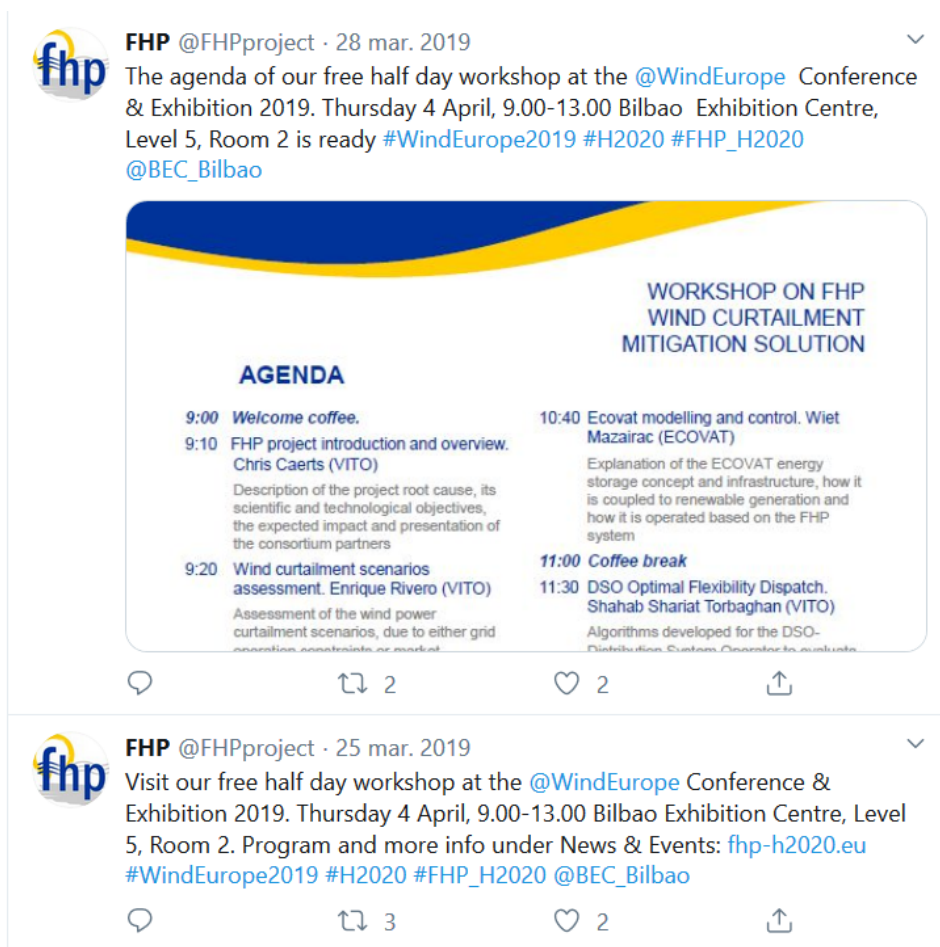 fhp
FHP @FHPproject · 28 mar. 2019
The agenda of our free half day workshop at the @WindEurope Conference
& Exhibition 2019. Thursday 4 April, 9.00-13.00 Bilbao Exhibition Centre,
Level 5, Room 2 is ready #WindEurope2019 #H2020 #FHP_H2020
@BEC_Bilbao
WORKSHOP ON FHP
WIND CURTAILMENT
MITIGATION SOLUTION
AGENDA
9:00 Welcome coffee.
9:10 FHP project introduction and overview.
Chris Caerts (VITO)
Description of the project root cause, its
scientific and technological objectives,
the expected impact and presentation of
the consortium partners
9:20 Wind curtailment scenarios
assessment. Enrique Rivero (VITO)
Assessment of the wind power
curtailment scenarios, due to either grid
operation constraints or market
10:40 Ecovat modelling and control. Wiet
Mazairac (ECOVAT)
Explanation of the ECOVAT energy
storage concept and infrastructure, how it
is coupled to renewable generation and
how it is operated based on the FHP
system
11:00 Coffee break
11:30 DSO Optimal Flexibility Dispatch.
Shahab Shariat Torbaghan (VITO)
Algorithms developed for the DSO-
Distribution System Operator to evaluate
2 2
fhp
FHP @FHPproject · 25 mar. 2019
Visit our free half day workshop at the @WindEurope Conference &
Exhibition 2019. Thursday 4 April, 9.00-13.00 Bilbao Exhibition Centre, Level
5, Room 2. Program and more info under News & Events: fhp-h2020.eu
#WindEurope2019 #H2020 #FHP_H2020 @BEC_Bilbao
3 2